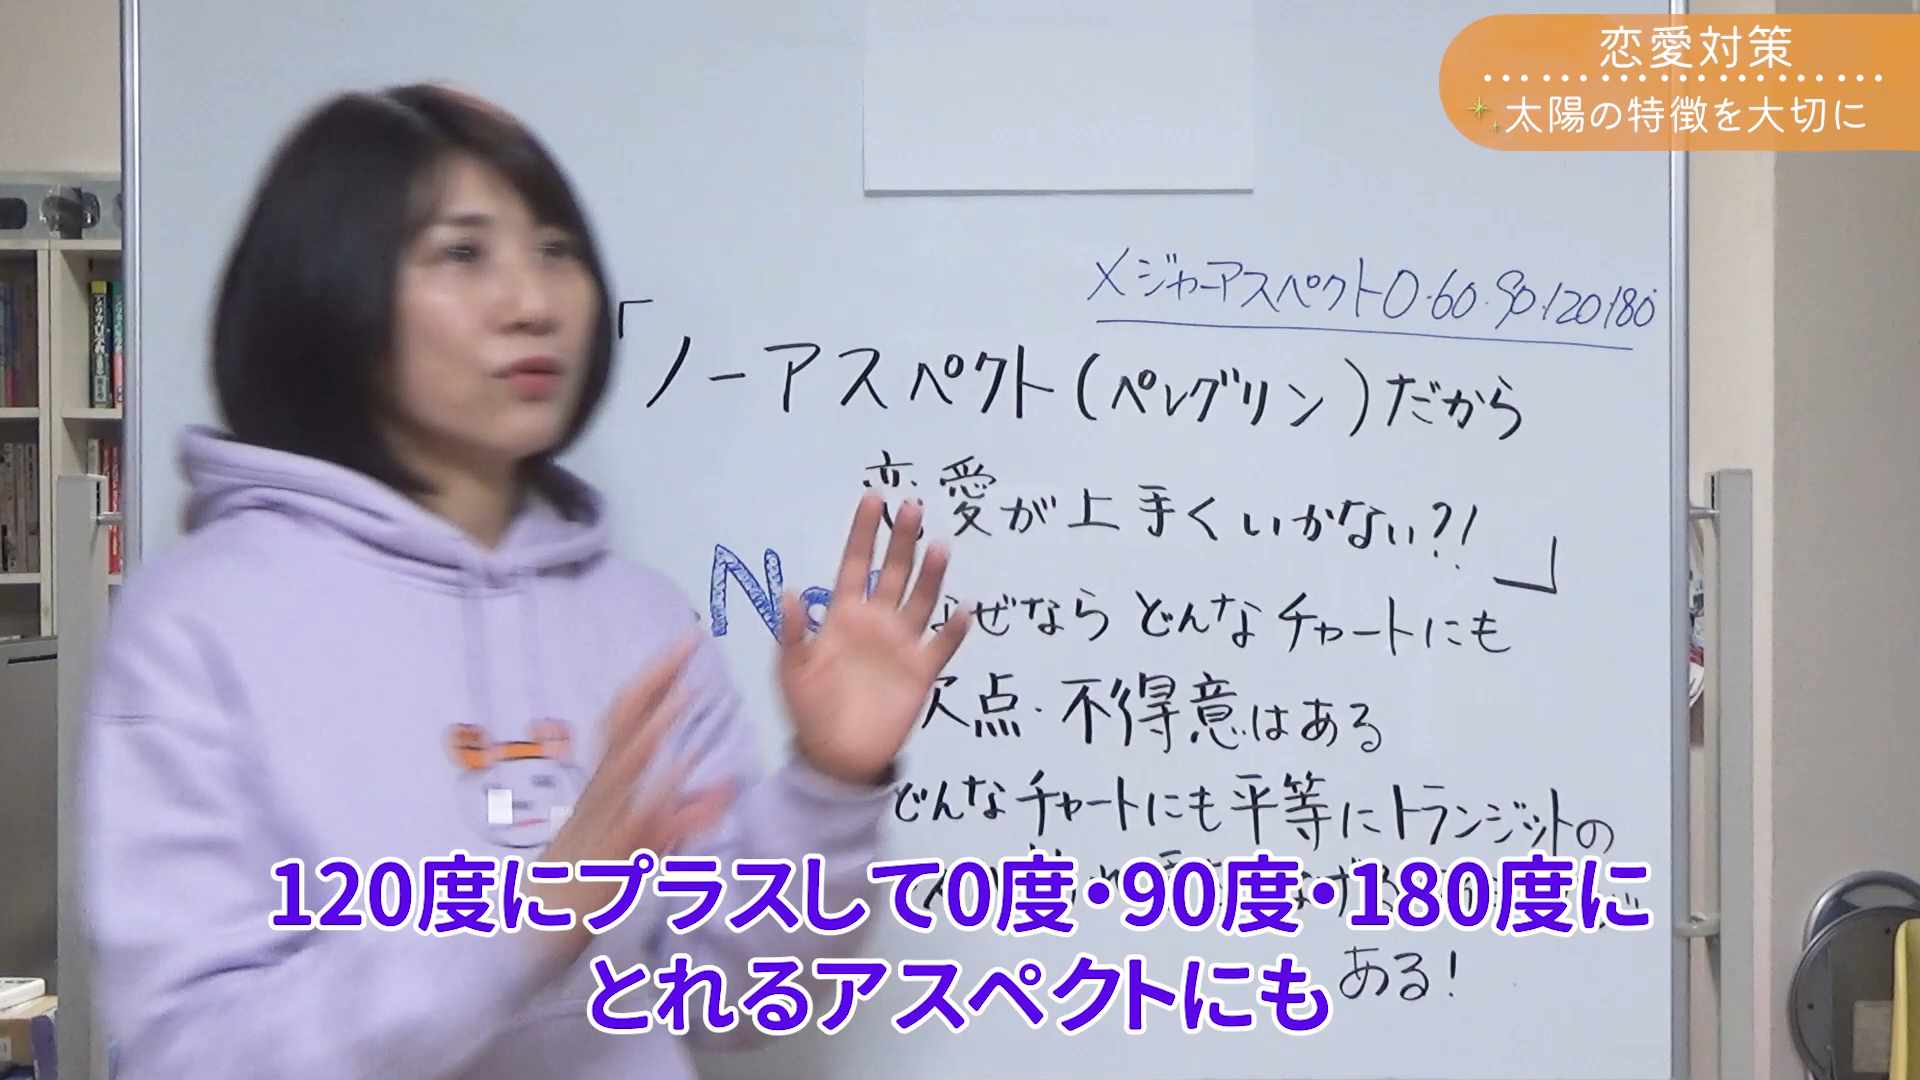 恋愛対策
太陽の特徴を大切に
メジャーアスペクト0・60・90・120・180
「ノーアスペクト(ペレグリン)だから
恋愛が上手くいかない?!」
No! なぜなら どんなチャートにも
欠点・不得意はある
どんなチャートにも平等にトランジットの
ある!
120度にプラスして0度・90度・180度に
とれるアスペクトにも